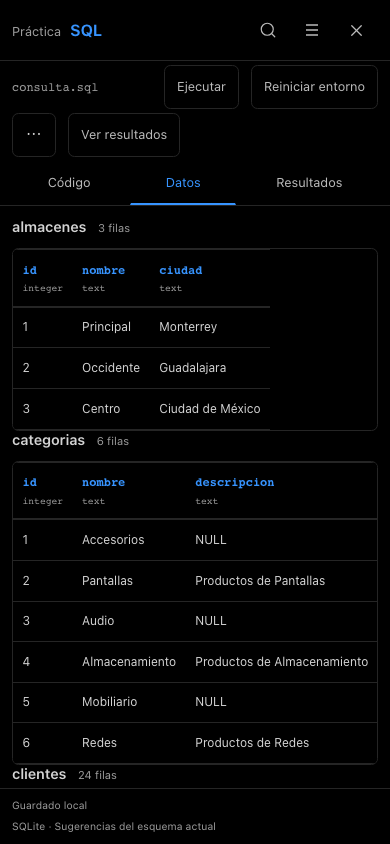 Práctica SQL
consulta.sql Ejecutar Reiniciar entorno
... Ver resultados
Código Datos Resultados
almacenes 3 filas
id nombre ciudad
integer text text
1 Principal Monterrey
2 Occidente Guadalajara
3 Centro Ciudad de México
categorias 6 filas
id nombre descripcion
integer text text
1 Accesorios NULL
2 Pantallas Productos de Pantallas
3 Audio NULL
4 Almacenamiento Productos de Almacenamiento
5 Mobiliario NULL
6 Redes Productos de Redes
clientes 24 filas
Guardado local
SQLite · Sugerencias del esquema actual